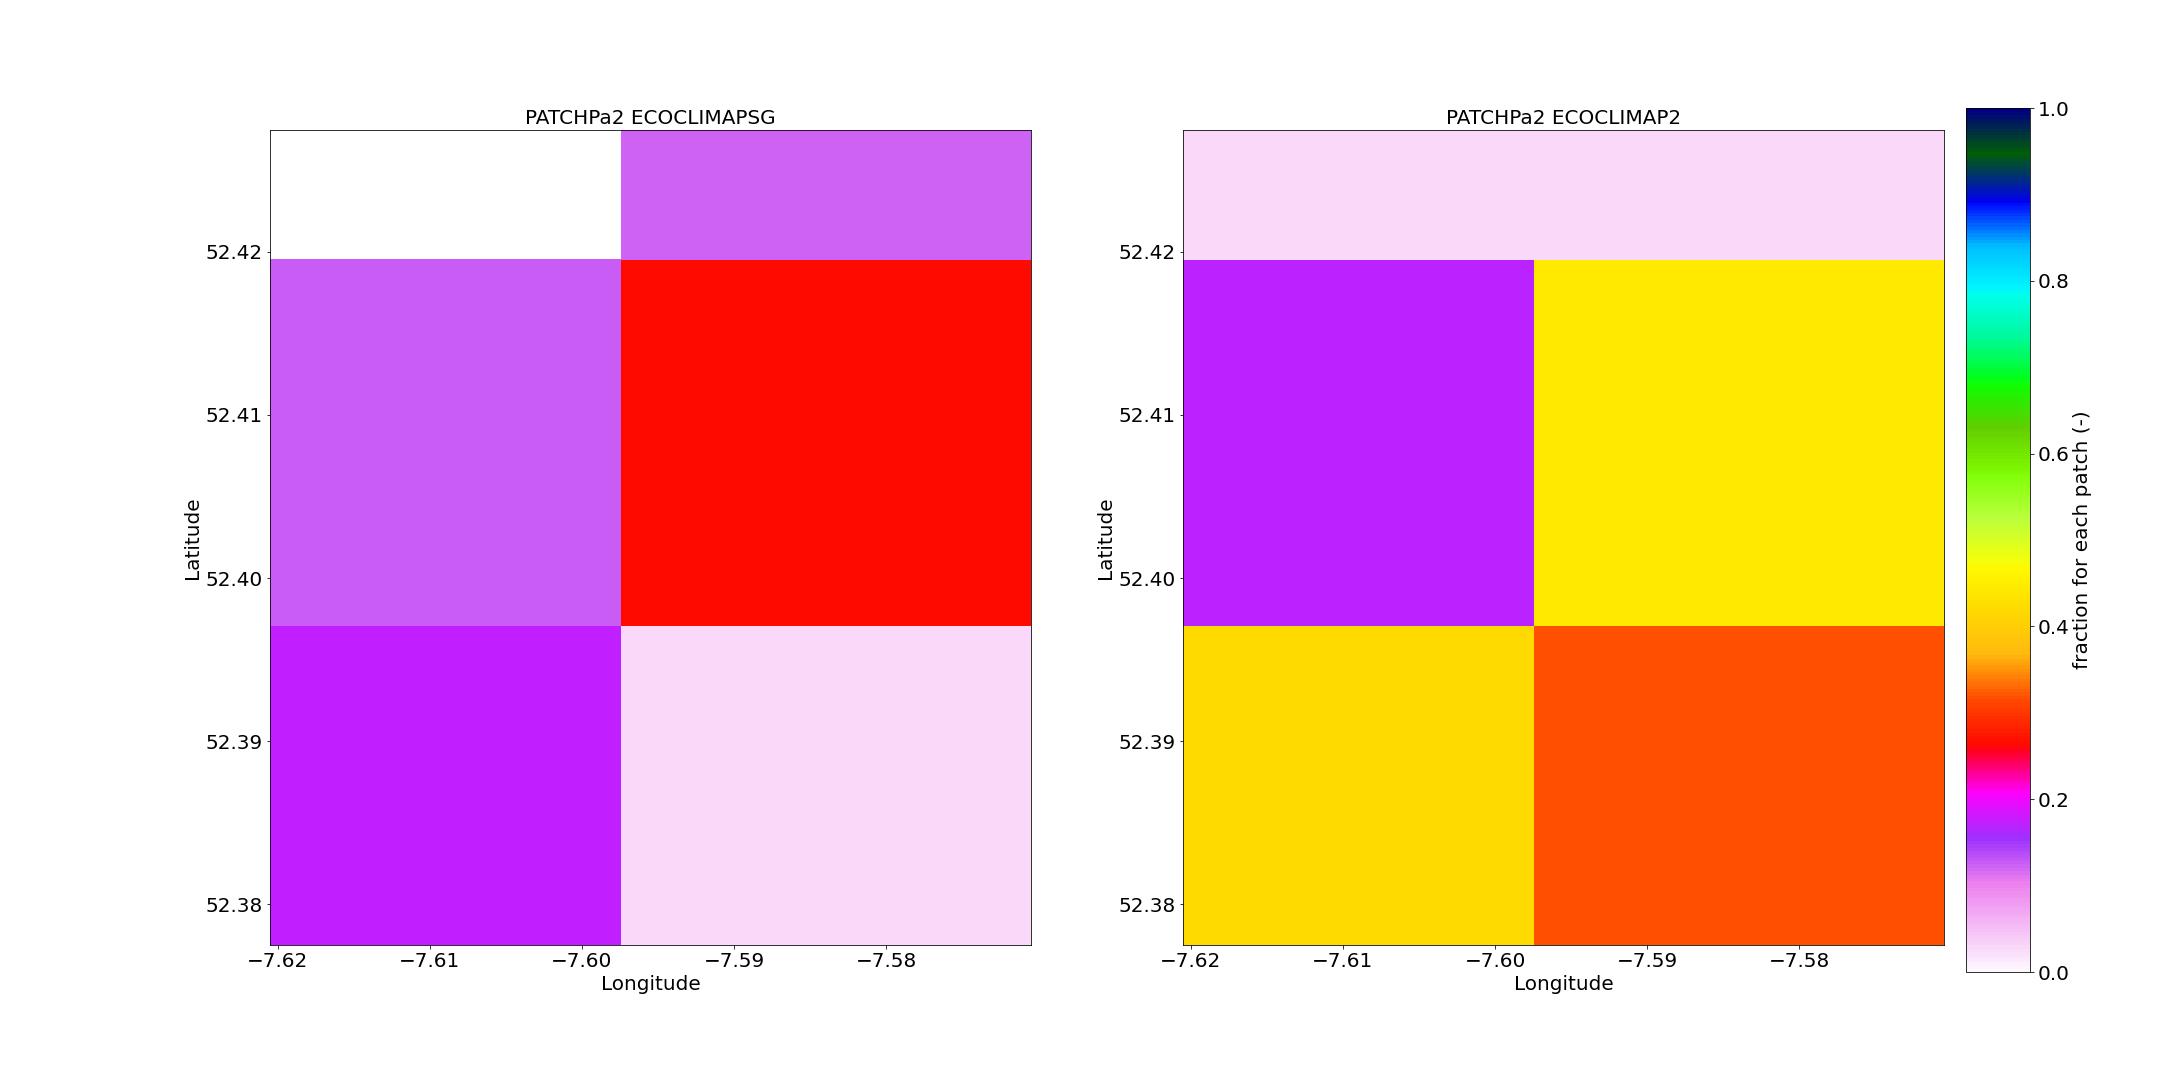 PATCHPa2 ECOCLIMAPSG
52.42
52.41
52.40
52.39
52.38
Latitude
−7.62 −7.61 −7.60 −7.59 −7.58
Longitude
PATCHPa2 ECOCLIMAP2
52.42
52.41
52.40
52.39
52.38
Latitude
−7.62 −7.61 −7.60 −7.59 −7.58
Longitude
1.0
0.8
0.6
0.4
0.2
0.0
fraction for each patch (-)